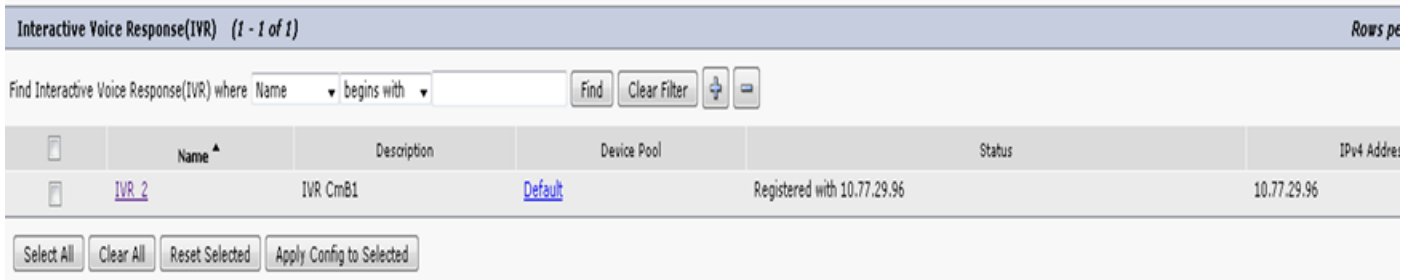 Interactive Voice Response(IVR) (1 - 1 of 1) Rows pe
Find Interactive Voice Response(IVR) where Name begins with Find Clear Filter
Name Description Device Pool Status IPv4 Addres
IVR_2 IVR CmB1 Default Registered with 10.77.29.96 10.77.29.96
Select All Clear All Reset Selected Apply Config to Selected